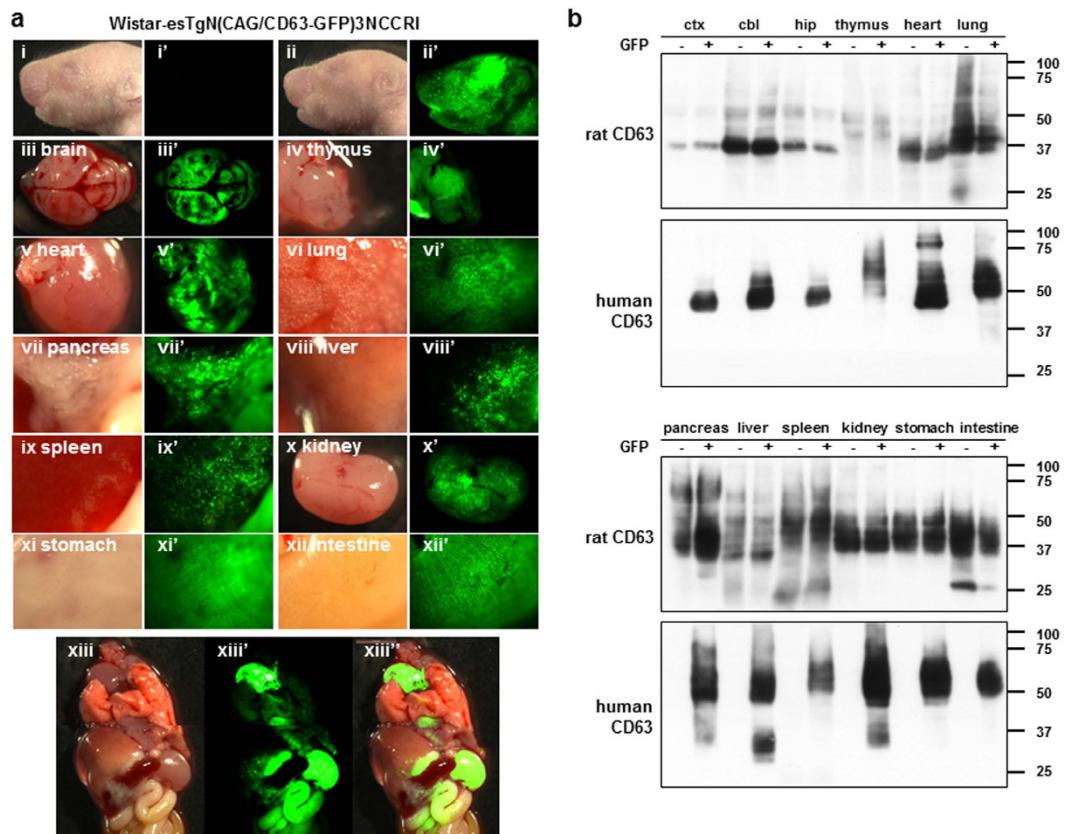 a
Wistar-esTgN(CAG/CD63-GFP)3NCCRI
i i' ii ii'
iii brain iii' iv thymus iv'
v heart v' vi lung vi'
vii pancreas vii' viii liver viii'
ix spleen ix' x kidney x'
xi stomach xi' xii intestine xii'
xiii xiii' xiii''
b
ctx cbl hip thymus heart lung
GFP - + - + - + - + - + - +
rat CD63
100
75
50
37
25
human
CD63
100
75
50
37
25
pancreas liver spleen kidney stomach intestine
GFP - + - + - + - + - + - +
rat CD63
100
75
50
37
25
human
CD63
100
75
50
37
25